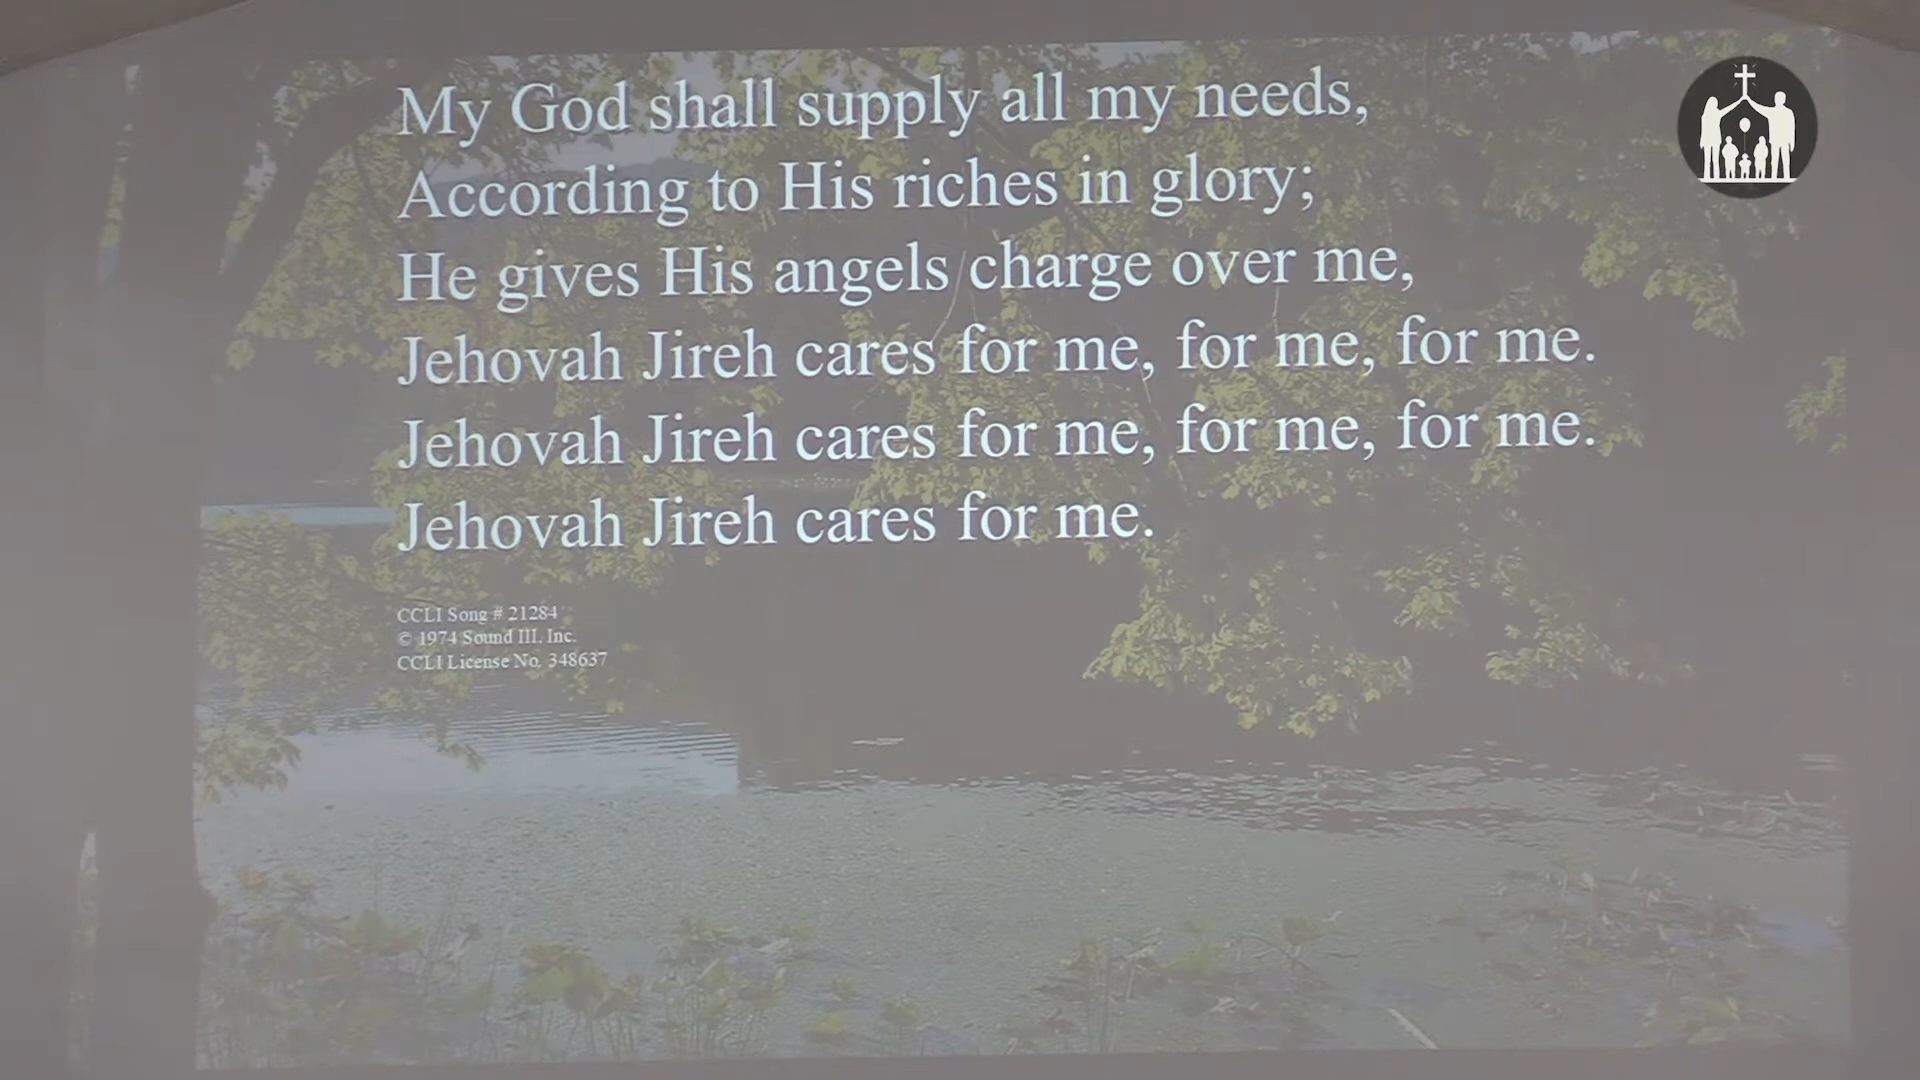 My God shall supply all my needs,
According to His riches in glory;
He gives His angels charge over me,
Jehovah Jireh cares for me, for me, for me.
Jehovah Jireh cares for me, for me, for me.
Jehovah Jireh cares for me.
CCLI Song # 21284
© 1974 Sound III, Inc.
CCLI License No. 348637